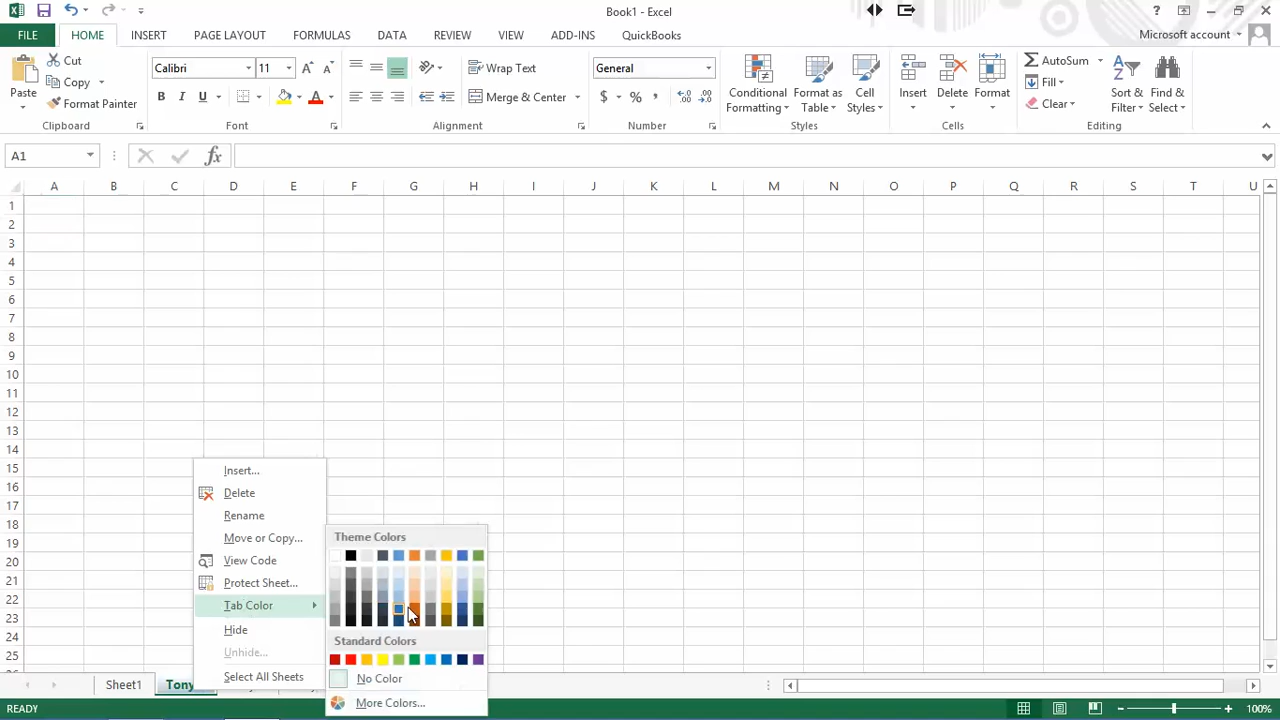 Book1 - Excel
?
FILE HOME INSERT PAGE LAYOUT FORMULAS DATA REVIEW VIEW ADD-INS QuickBooks Microsoft account
Paste
Cut
Copy
Format Painter
Clipboard
Calibri 11
B I U
Font
Wrap Text
Merge & Center
Alignment
General
$ % ,
Number
Conditional
Formatting
Format as
Table
Cell
Styles
Styles
Insert
Delete
Format
Cells
AutoSum
Fill
Clear
Sort &
Filter
Find &
Select
Editing
A1 fx
A B C D E F G H I J K L M N O P Q R S T U
1
2
3
4
5
6
7
8
9
10
11
12
13
14
15
16
17
18
19
20
21
22
23
24
25
Insert...
Delete
Rename
Move or Copy...
View Code
Protect Sheet...
Tab Color
Hide
Unhide...
Select All Sheets
Theme Colors
Standard Colors
No Color
More Colors...
Sheet1 Tony
READY 100%